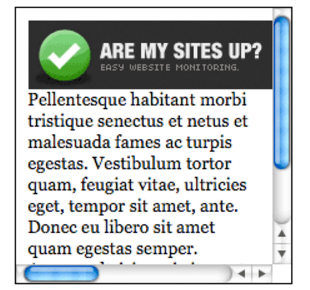 ARE MY SITES UP?
EASY WEBSITE MONITORING.
Pellentesque habitant morbi
tristique senectus et netus et
malesuada fames ac turpis
egestas. Vestibulum tortor
quam, feugiat vitae, ultricies
eget, tempor sit amet, ante.
Donec eu libero sit amet
quam egestas semper.